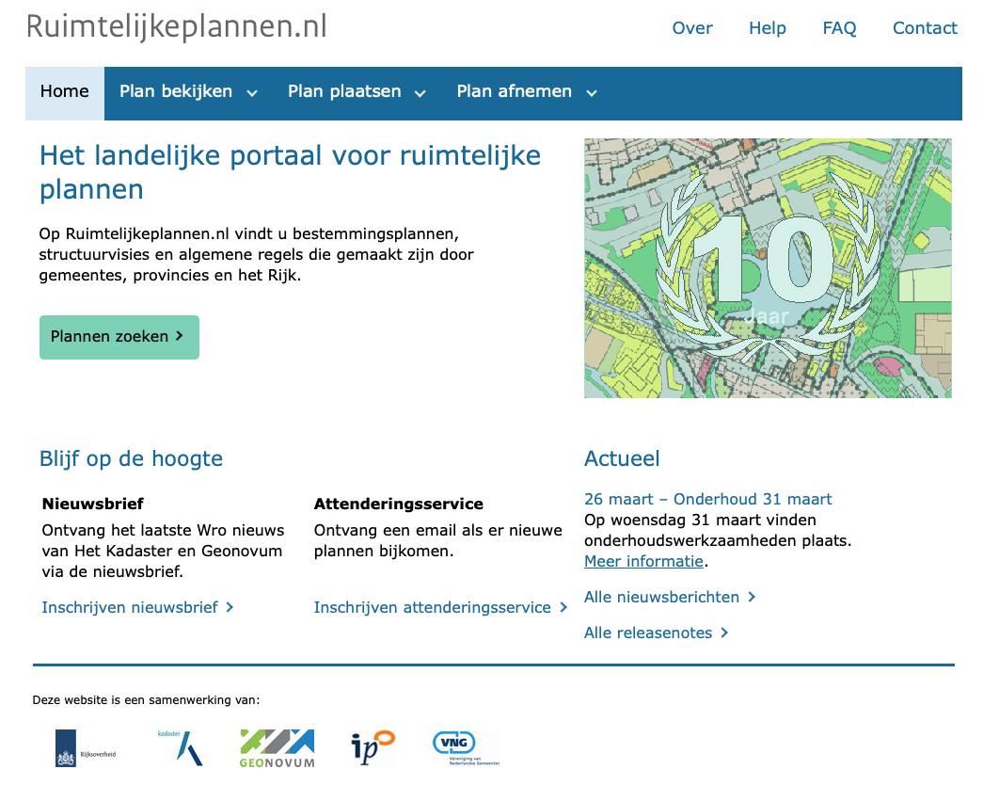 Ruimtelijkeplannen.nl
Over Help FAQ Contact
Home Plan bekijken Plan plaatsen Plan afnemen
Het landelijke portaal voor ruimtelijke
plannen
Op Ruimtelijkeplannen.nl vindt u bestemmingsplannen,
structuurvisies en algemene regels die gemaakt zijn door
gemeentes, provincies en het Rijk.
Plannen zoeken
10
Jaar
Blijf op de hoogte
Nieuwsbrief
Ontvang het laatste Wro nieuws
van Het Kadaster en Geonovum
via de nieuwsbrief.
Inschrijven nieuwsbrief
Attenderingsservice
Ontvang een email als er nieuwe
plannen bijkomen.
Inschrijven attenderingsservice
Actueel
26 maart – Onderhoud 31 maart
Op woensdag 31 maart vinden
onderhoudswerkzaamheden plaats.
Meer informatie.
Alle nieuwsberichten
Alle releasenotes
Deze website is een samenwerking van:
Rijksoverheid
kadaster
GEONOVUM
ipo
VNG
Vereniging van
Nederlandse Gemeenten